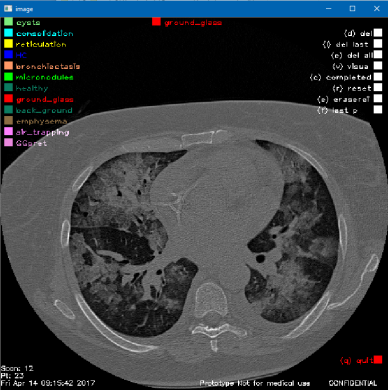 image
cysts
ground_glass
consolidation
(d) del
reticulation
(l) del last
HC
(e) del all
bronchiectasis
(v) visua
micronodules
(c) completed
healthy
(r) reset
ground_glass
(e) eraserof
back_ground
(f) last p
emphysema
air_trapping
GGoret
(q) quit
Scan: 12
Pt: 23
Fri Apr 14 09:15:42 2017
Prototype Not for medical use
CONFIDENTIAL